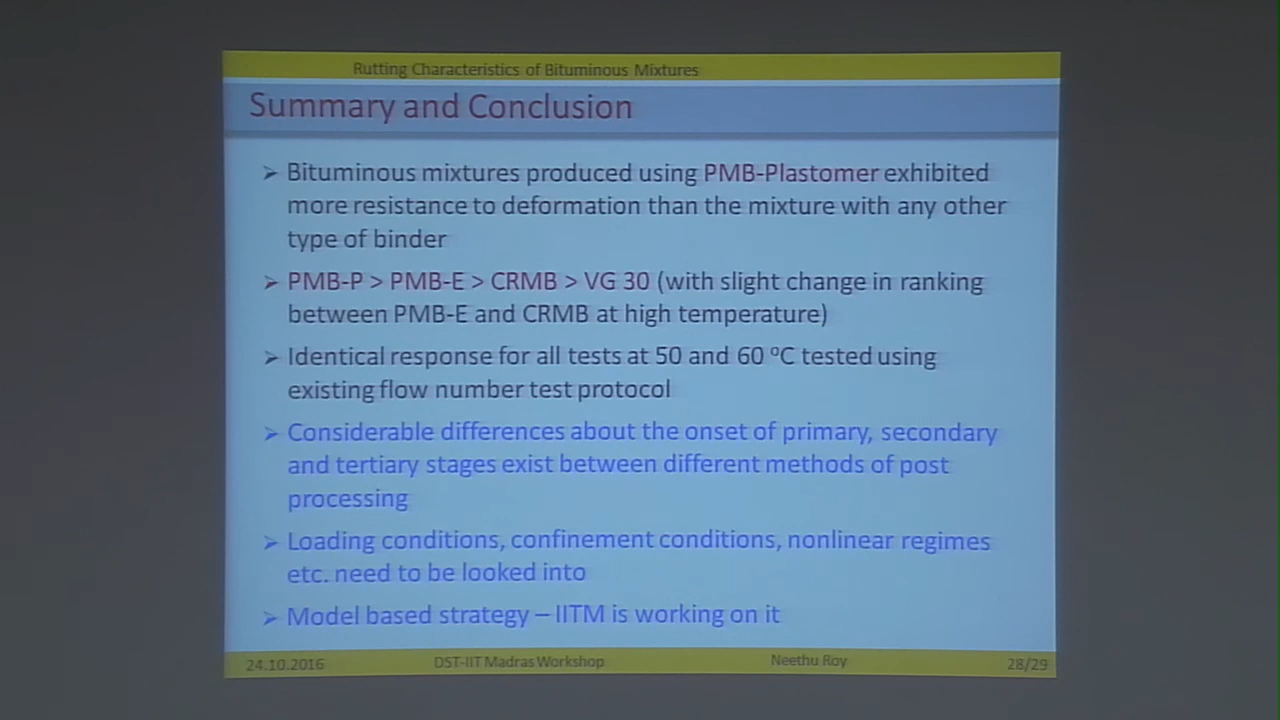 Rutting Characteristics of Bituminous Mixtures
Summary and Conclusion
➢ Bituminous mixtures produced using PMB-Plastomer exhibited
more resistance to deformation than the mixture with any other
type of binder
➢ PMB-P > PMB-E > CRMB > VG 30 (with slight change in ranking
between PMB-E and CRMB at high temperature)
➢ Identical response for all tests at 50 and 60 °C tested using
existing flow number test protocol
➢ Considerable differences about the onset of primary, secondary
and tertiary stages exist between different methods of post
processing
➢ Loading conditions, confinement conditions, nonlinear regimes
etc. need to be looked into
➢ Model based strategy – IITM is working on it
24.10.2016 DST-IIT Madras Workshop Neethu Roy 28/29